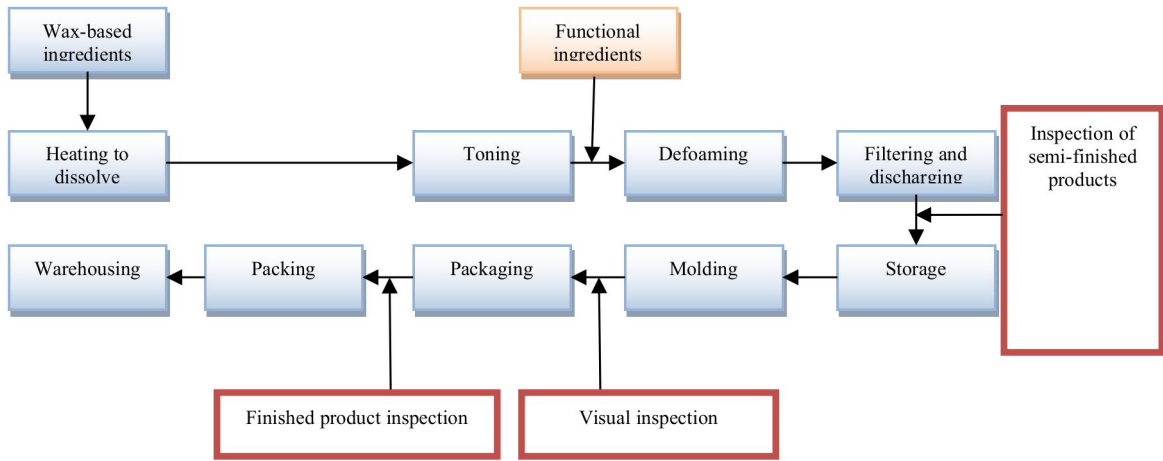 Wax-based
ingredients
Functional
ingredients
Heating to
dissolve
Toning
Defoaming
Filtering and
discharging
Inspection of
semi-finished
products
Warehousing
Packing
Packaging
Molding
Storage
Finished product inspection
Visual inspection